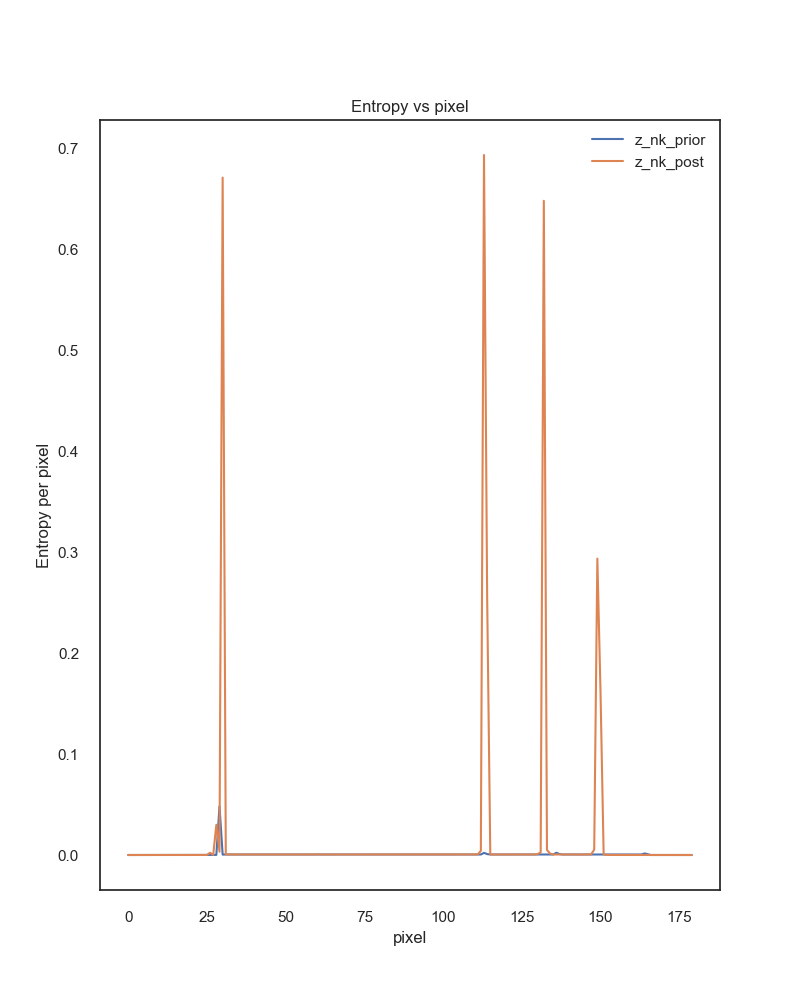 Entropy vs pixel
z_nk_prior
z_nk_post
0.7
0.6
0.5
0.4
0.3
0.2
0.1
0.0
Entropy per pixel
0 25 50 75 100 125 150 175
pixel